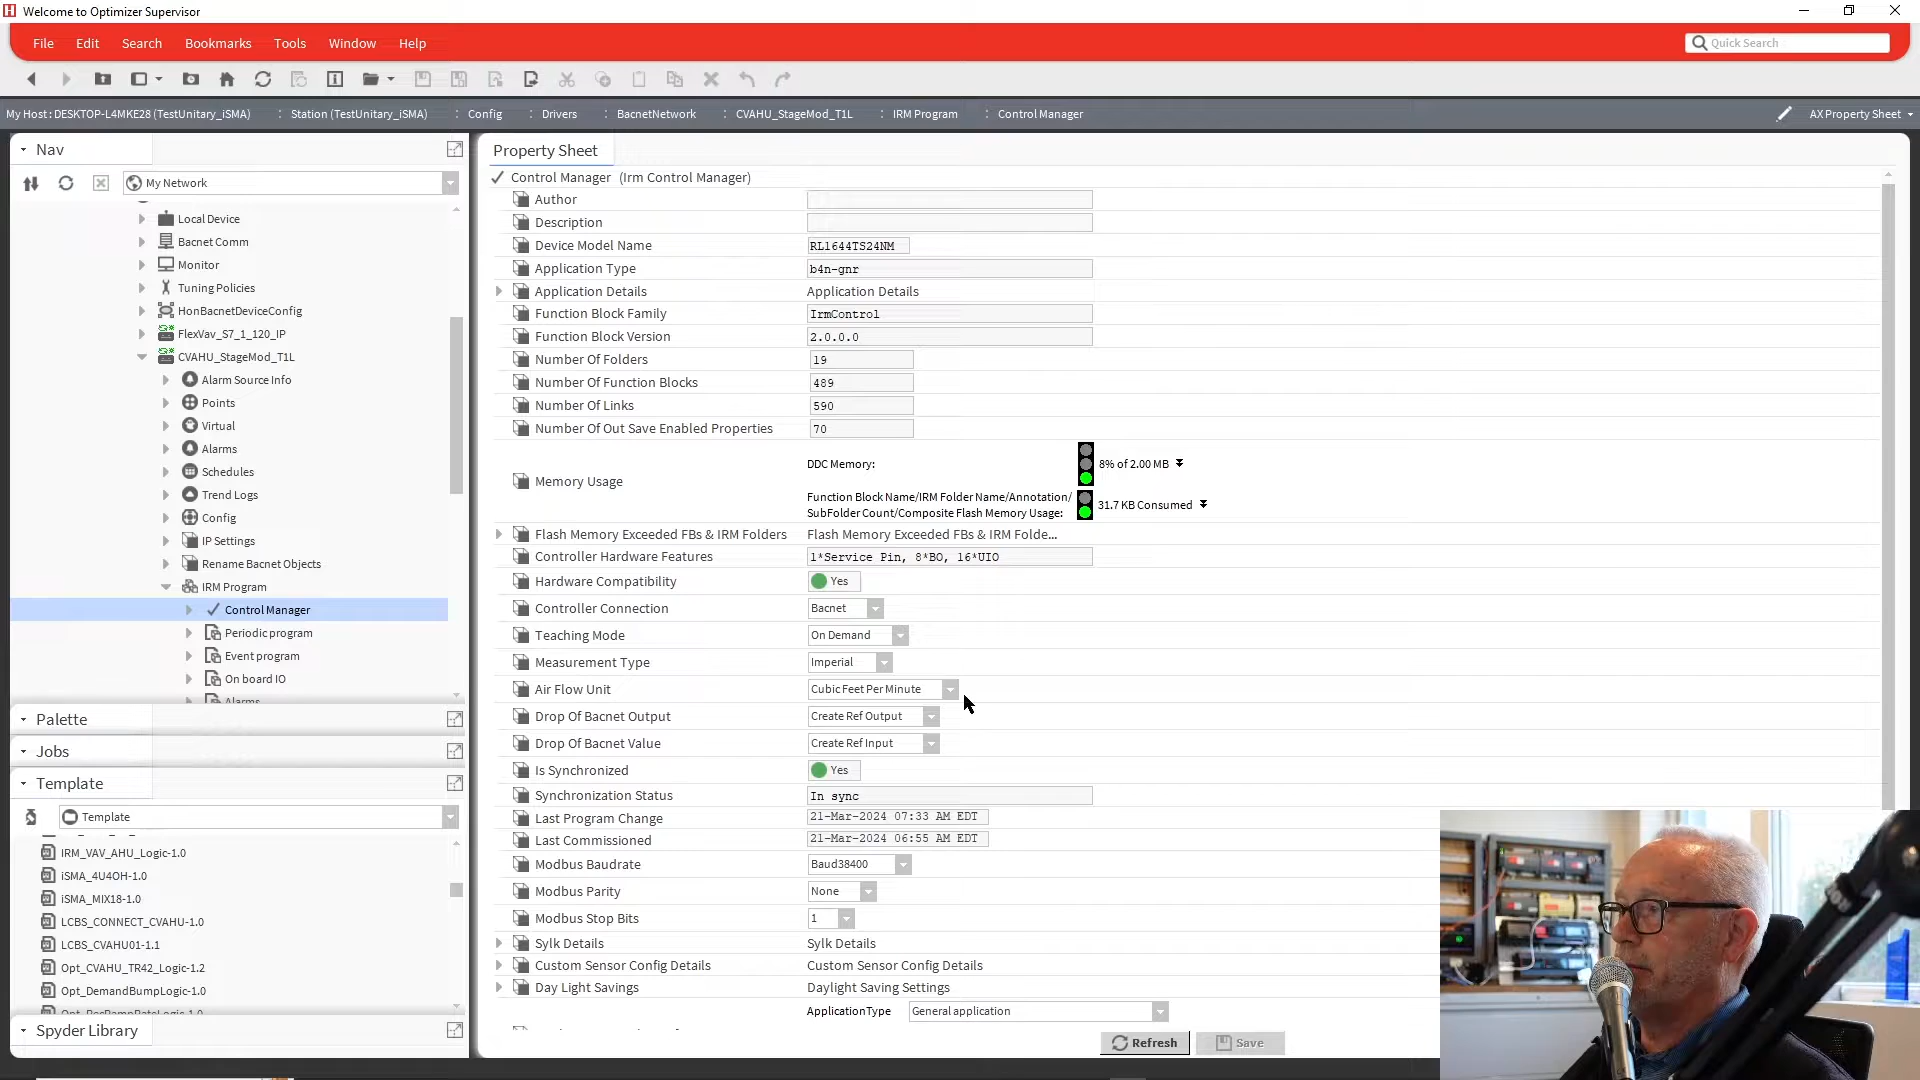 Welcome to Optimizer Supervisor
File Edit Search Bookmarks Tools Window Help
Quick Search
My Host : DESKTOP-L4MKE28 (TestUnitary_iSMA) : Station (TestUnitary_iSMA) : Config : Drivers : BacnetNetwork : CVAHU_StageMod_T1L : IRM Program : Control Manager
AX Property Sheet
Nav
My Network
Local Device
Bacnet Comm
Monitor
Tuning Policies
HonBacnetDeviceConfig
FlexVav_S7_1_120_IP
CVAHU_StageMod_T1L
Alarm Source Info
Points
Virtual
Alarms
Schedules
Trend Logs
Config
IP Settings
Rename Bacnet Objects
IRM Program
Control Manager
Periodic program
Event program
On board IO
Alarms
Palette
Jobs
Template
Template
IRM_VAV_AHU_Logic-1.0
iSMA_4U4OH-1.0
iSMA_MIX18-1.0
LCBS_CONNECT_CVAHU-1.0
LCBS_CVAHU01-1.1
Opt_CVAHU_TR42_Logic-1.2
Opt_DemandBumpLogic-1.0
Spyder Library
Property Sheet
Control Manager (Irm Control Manager)
Author
Description
Device Model Name RL1644TS24NM
Application Type b4n-gnr
Application Details Application Details
Function Block Family IrmControl
Function Block Version 2.0.0.0
Number Of Folders 19
Number Of Function Blocks 489
Number Of Links 590
Number Of Out Save Enabled Properties 70
Memory Usage
DDC Memory: 8% of 2.00 MB
Function Block Name/IRM Folder Name/Annotation/
SubFolder Count/Composite Flash Memory Usage: 31.7 KB Consumed
Flash Memory Exceeded FBs & IRM Folders Flash Memory Exceeded FBs & IRM Folde...
Controller Hardware Features 1*Service Pin, 8*BO, 16*UIO
Hardware Compatibility Yes
Controller Connection Bacnet
Teaching Mode On Demand
Measurement Type Imperial
Air Flow Unit Cubic Feet Per Minute
Drop Of Bacnet Output Create Ref Output
Drop Of Bacnet Value Create Ref Input
Is Synchronized Yes
Synchronization Status In sync
Last Program Change 21-Mar-2024 07:33 AM EDT
Last Commissioned 21-Mar-2024 06:55 AM EDT
Modbus Baudrate Baud38400
Modbus Parity None
Modbus Stop Bits 1
Sylk Details Sylk Details
Custom Sensor Config Details Custom Sensor Config Details
Day Light Savings Daylight Saving Settings
ApplicationType General application
Refresh Save